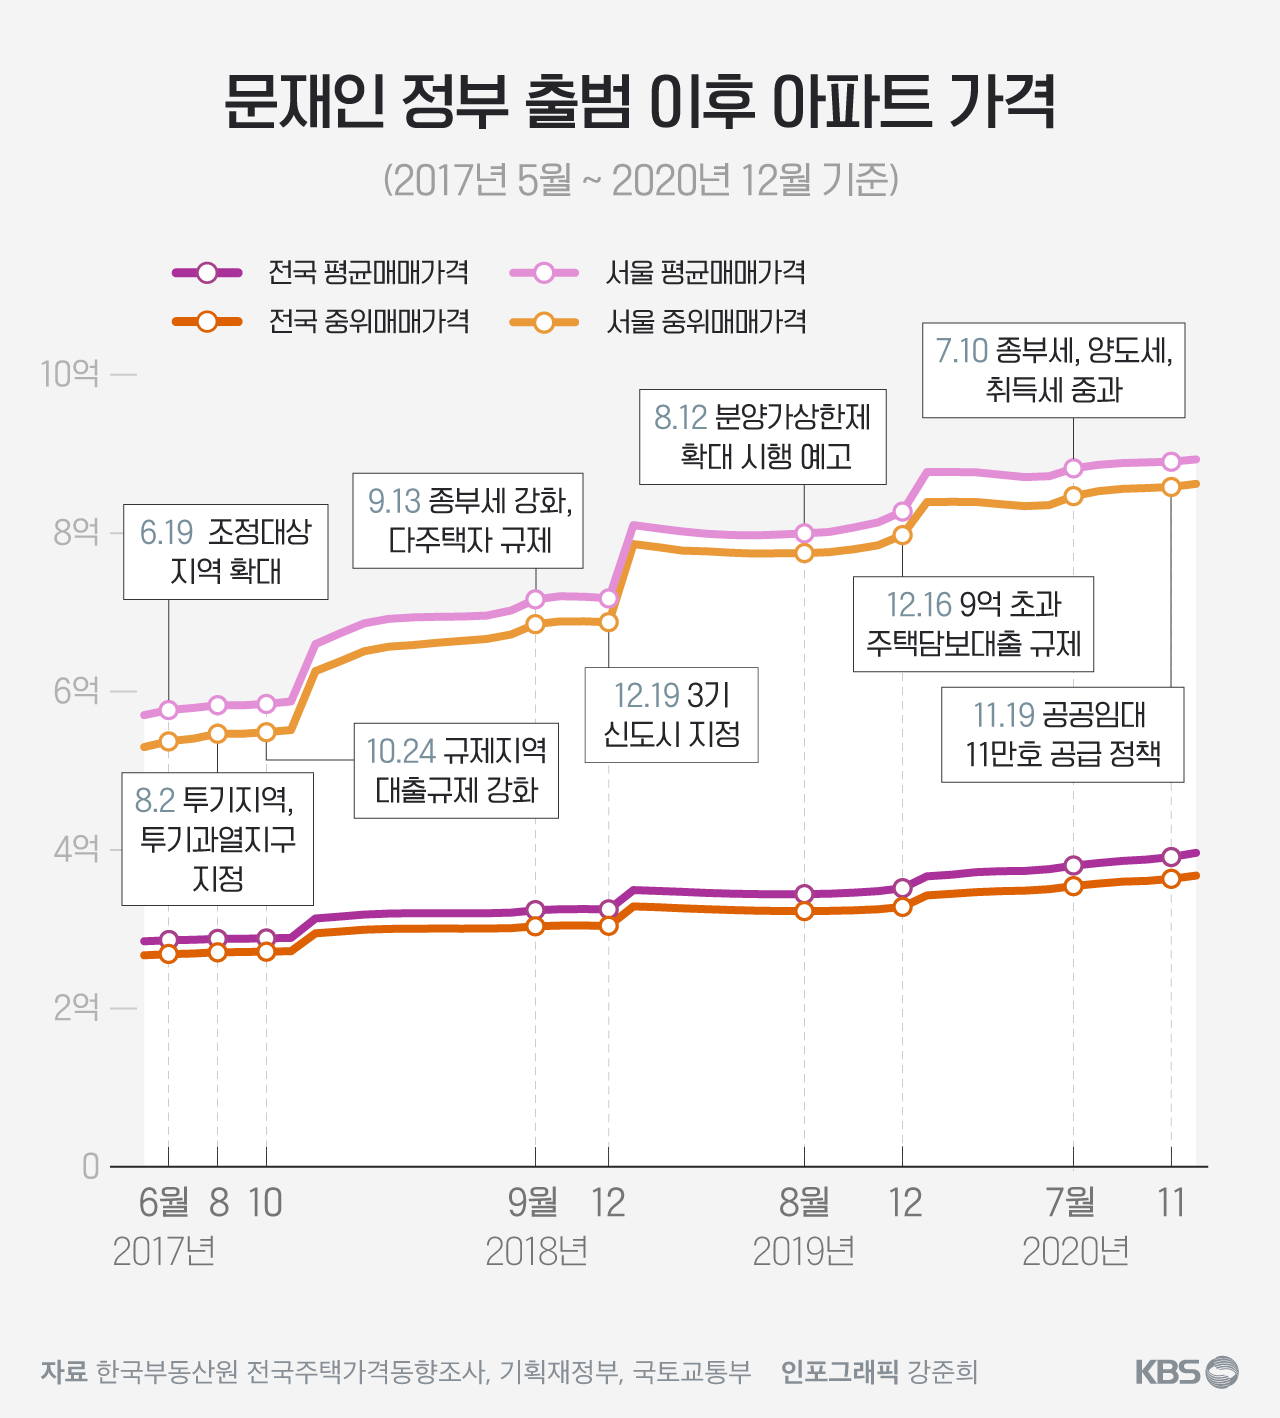 문재인 정부 출범 이후 아파트 가격
(2017년 5월 ~ 2020년 12월 기준)
전국 평균매매가격
서울 평균매매가격
전국 중위매매가격
서울 중위매매가격
10억
8억
6억
4억
2억
0
6.19 조정대상
지역 확대
8.2 투기지역,
투기과열지구
지정
10.24 규제지역
대출규제 강화
9.13 종부세 강화,
다주택자 규제
12.19 3기
신도시 지정
8.12 분양가상한제
확대 시행 예고
12.16 9억 초과
주택담보대출 규제
7.10 종부세, 양도세,
취득세 중과
11.19 공공임대
11만호 공급 정책
6월 8 10 9월 12 8월 12 7월 11
2017년 2018년 2019년 2020년
자료 한국부동산원 전국주택가격동향조사, 기획재정부, 국토교통부 인포그래픽 강준희
KBS